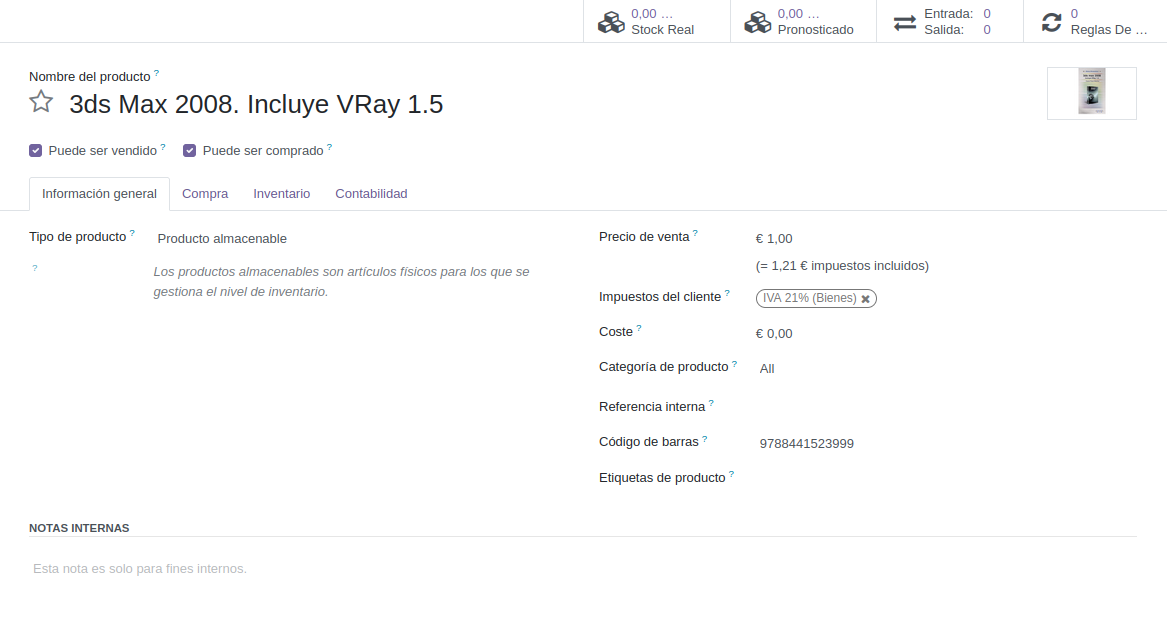 0,00 …
Stock Real
0,00 …
Pronosticado
Entrada: 0
Salida: 0
0
Reglas De …
Nombre del producto ?
3ds Max 2008. Incluye VRay 1.5
Puede ser vendido ? Puede ser comprado ?
Información general Compra Inventario Contabilidad
Tipo de producto ? Producto almacenable
? Los productos almacenables son artículos físicos para los que se
gestiona el nivel de inventario.
Precio de venta ? € 1,00
(= 1,21 € impuestos incluidos)
Impuestos del cliente ? IVA 21% (Bienes)
Coste ? € 0,00
Categoría de producto ? All
Referencia interna ?
Código de barras ? 9788441523999
Etiquetas de producto ?
NOTAS INTERNAS
Esta nota es solo para fines internos.